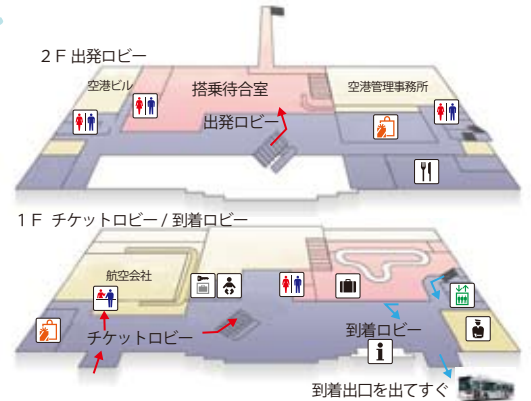 2F 出発ロビー
空港ビル
搭乗待合室
空港管理事務所
出発ロビー
1F チケットロビー / 到着ロビー
航空会社
チケットロビー
到着ロビー
i
到着出口を出てすぐ